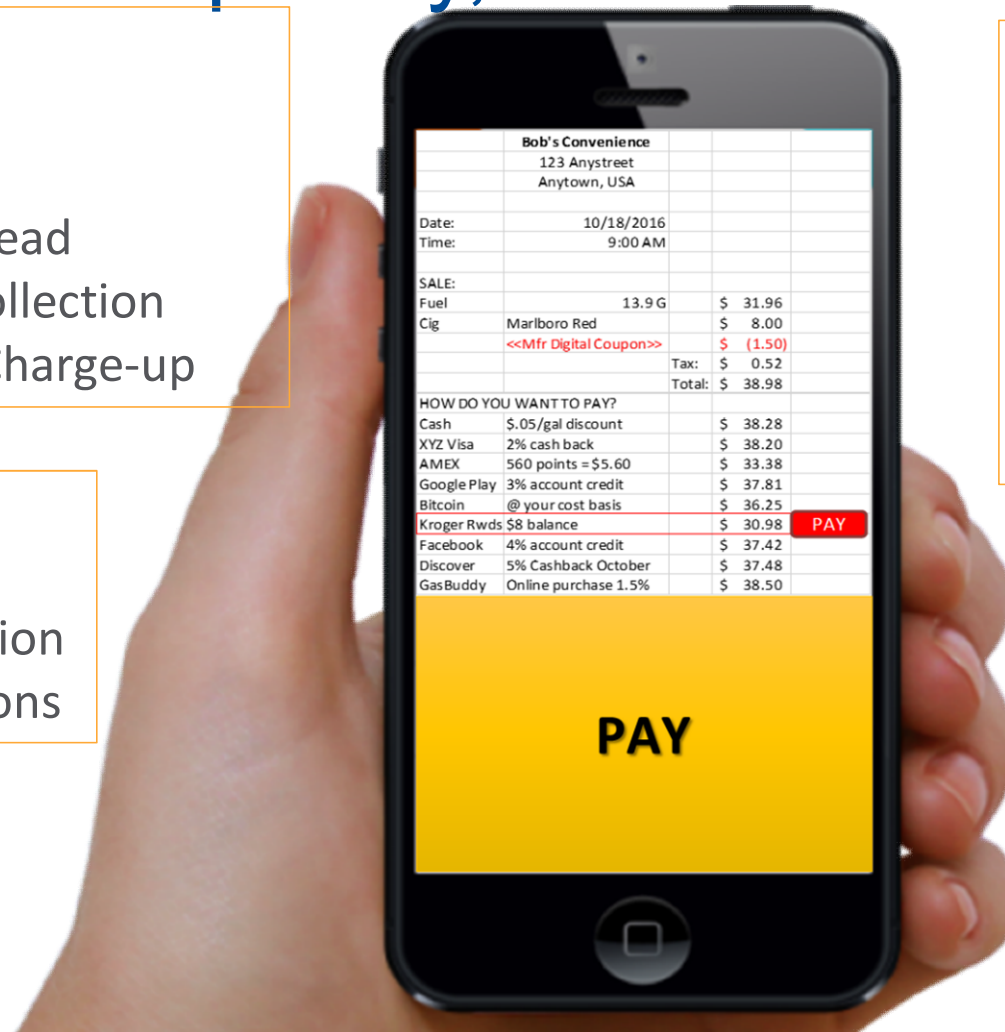 Bob's Convenience
123 Anystreet
Anytown, USA
Date: 10/18/2016
Time: 9:00 AM
SALE:
Fuel 13.9 G $ 31.96
Cig Marlboro Red $ 8.00
<<Mfr Digital Coupon>> $ (1.50)
Tax: $ 0.52
Total: $ 38.98
HOW DO YOU WANT TO PAY?
Cash $.05/gal discount $ 38.28
XYZ Visa 2% cash back $ 38.20
AMEX 560 points = $5.60 $ 33.38
Google Play 3% account credit $ 37.81
Bitcoin @ your cost basis $ 36.25
Kroger Rwds $8 balance $ 30.98 PAY
Facebook 4% account credit $ 37.42
Discover 5% Cashback October $ 37.48
GasBuddy Online purchase 1.5% $ 38.50
PAY
ead
ollection
Charge-up
tion
ons